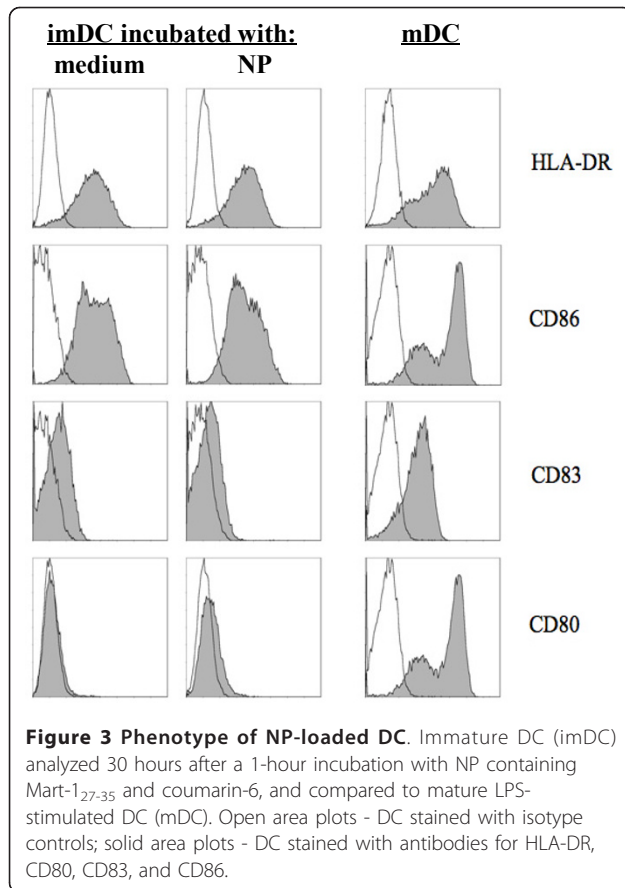 imDC incubated with:
mDC
medium
NP
HLA-DR
CD86
CD83
CD80
Figure 3 Phenotype of NP-loaded DC. Immature DC (imDC)
analyzed 30 hours after a 1-hour incubation with NP containing
Mart-1₂₇₋₃₅ and coumarin-6, and compared to mature LPS-
stimulated DC (mDC). Open area plots - DC stained with isotype
controls; solid area plots - DC stained with antibodies for HLA-DR,
CD80, CD83, and CD86.